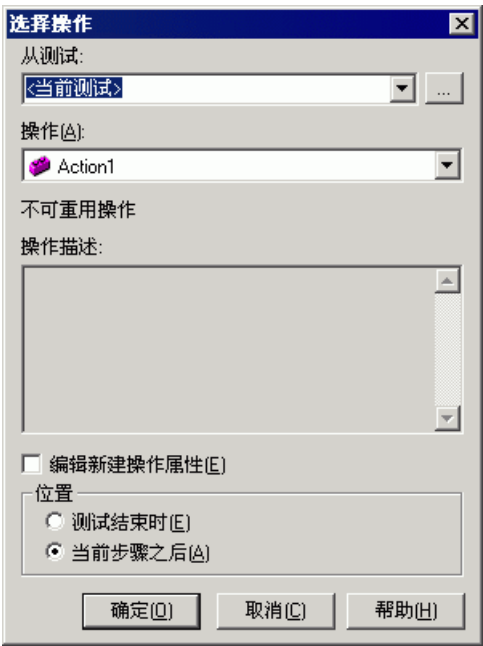 选择操作
从测试:
<当前测试>
...
操作(A):
Action1
不可重用操作
操作描述:
编辑新建操作属性(E)
位置
测试结束时(E)
当前步骤之后(A)
确定(O) 取消(C) 帮助(H)